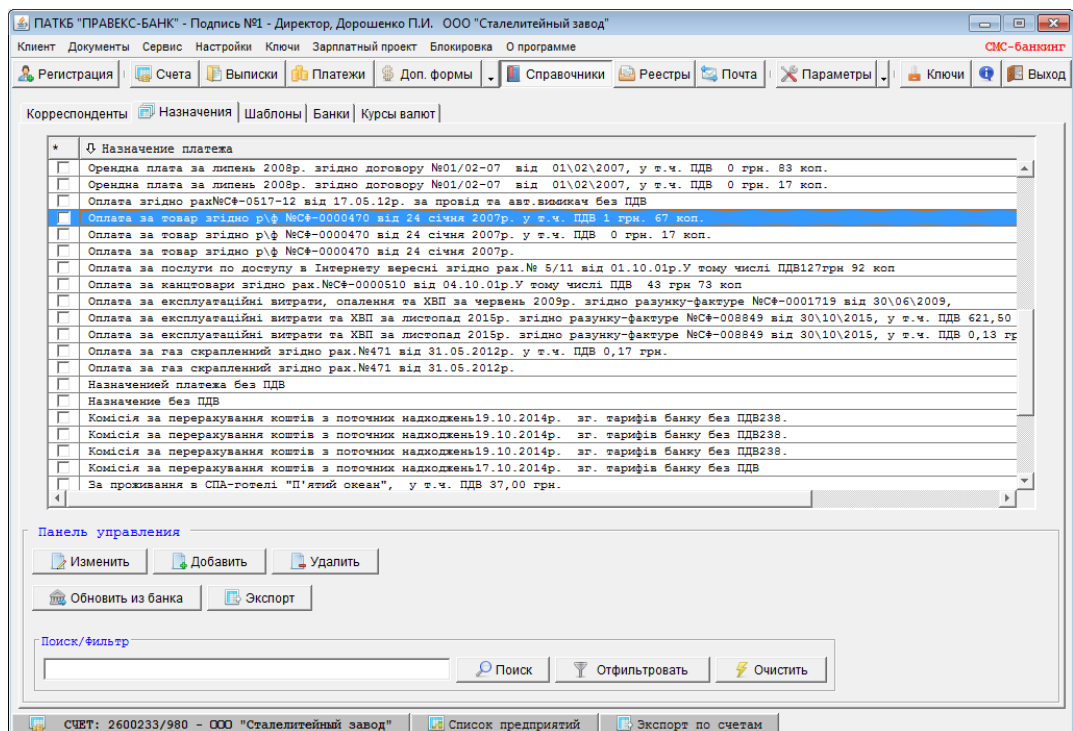 ПАТКБ "ПРАВЕКС-БАНК" - Подпись №1 - Директор, Дорошенко П.И. ООО "Сталелитейный завод"
Клиент Документы Сервис Настройки Ключи Зарплатный проект Блокировка О программе СМС-банкинг
Регистрация Счета Выписки Платежи Доп. формы Справочники Реестры Почта Параметры Ключи Выход
Корреспонденты Назначения Шаблоны Банки Курсы валют
* Назначение платежа
Орендна плата за липень 2008р. згідно договору №01/02-07 від 01\02\2007, у т.ч. ПДВ 0 грн. 83 коп.
Орендна плата за липень 2008р. згідно договору №01/02-07 від 01\02\2007, у т.ч. ПДВ 0 грн. 17 коп.
Оплата згідно рах№СФ-0517-12 від 17.05.12р. за провід та авт.вимикач без ПДВ
Оплата за товар згідно р\ф №СФ-0000470 від 24 січня 2007р. у т.ч. ПДВ 1 грн. 67 коп.
Оплата за товар згідно р\ф №СФ-0000470 від 24 січня 2007р. у т.ч. ПДВ 0 грн. 17 коп.
Оплата за товар згідно р\ф №СФ-0000470 від 24 січня 2007р.
Оплата за послуги по доступу в Інтернету вересні згідно рах.№ 5/11 від 01.10.01р.У тому числі ПДВ127грн 92 коп
Оплата за канцтовари згідно рах.№СФ-0000510 від 04.10.01р.У тому числі ПДВ 43 грн 73 коп
Оплата за експлуатаційні витрати, опалення та ХВП за червень 2009р. згідно разунку-фактуре №СФ-0001719 від 30\06\2009,
Оплата за експлуатаційні витрати та ХВП за листопад 2015р. згідно разунку-фактуре №СФ-008849 від 30\10\2015, у т.ч. ПДВ 621,50
Оплата за експлуатаційні витрати та ХВП за листопад 2015р. згідно разунку-фактуре №СФ-008849 від 30\10\2015, у т.ч. ПДВ 0,13 гр
Оплата за газ скрапленний згідно рах.№471 від 31.05.2012р. у т.ч. ПДВ 0,17 грн.
Оплата за газ скрапленний згідно рах.№471 від 31.05.2012р.
Назначенией платежа без ПДВ
Назначение без ПДВ
Комісія за перерахування коштів з поточних надходжень19.10.2014р. зг. тарифів банку без ПДВ238.
Комісія за перерахування коштів з поточних надходжень19.10.2014р. зг. тарифів банку без ПДВ238.
Комісія за перерахування коштів з поточних надходжень19.10.2014р. зг. тарифів банку без ПДВ238.
Комісія за перерахування коштів з поточних надходжень17.10.2014р. зг. тарифів банку без ПДВ
За проживання в СПА-готелі "П'ятий океан", у т.ч. ПДВ 37,00 грн.
Панель управления
Изменить Добавить Удалить
Обновить из банка Экспорт
Поиск/Фильтр
Поиск Отфильтровать Очистить
СЧЕТ: 2600233/980 - ООО "Сталелитейный завод" Список предприятий Экспорт по счетам